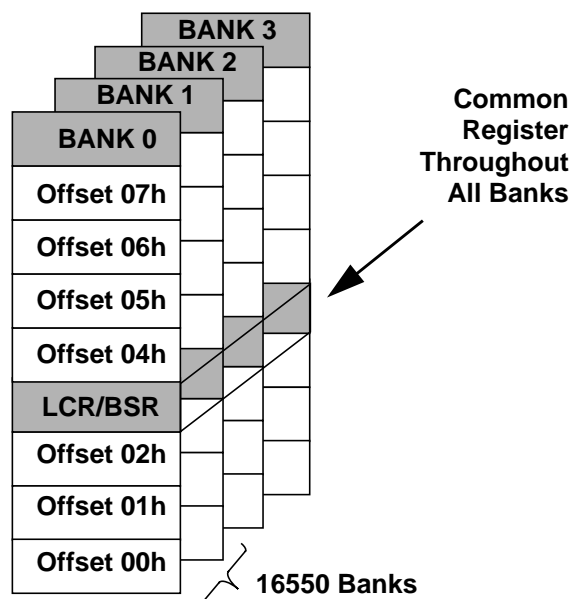 BANK 3
BANK 2
BANK 1
BANK 0
Offset 07h
Offset 06h
Offset 05h
Offset 04h
LCR/BSR
Offset 02h
Offset 01h
Offset 00h
Common
Register
Throughout
All Banks
16550 Banks